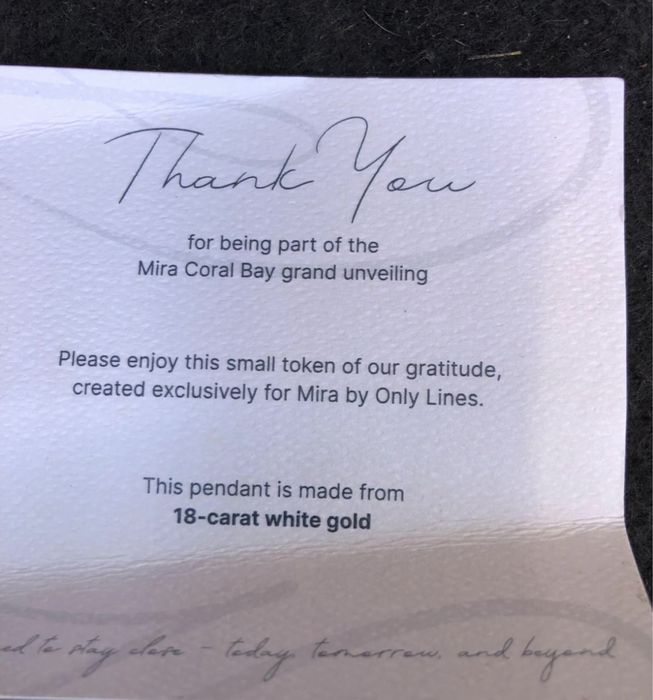 Thank You
for being part of the
Mira Coral Bay grand unveiling
Please enjoy this small token of our gratitude,
created exclusively for Mira by Only Lines.
This pendant is made from
18-carat white gold
to stay close - today, tomorrow, and beyond